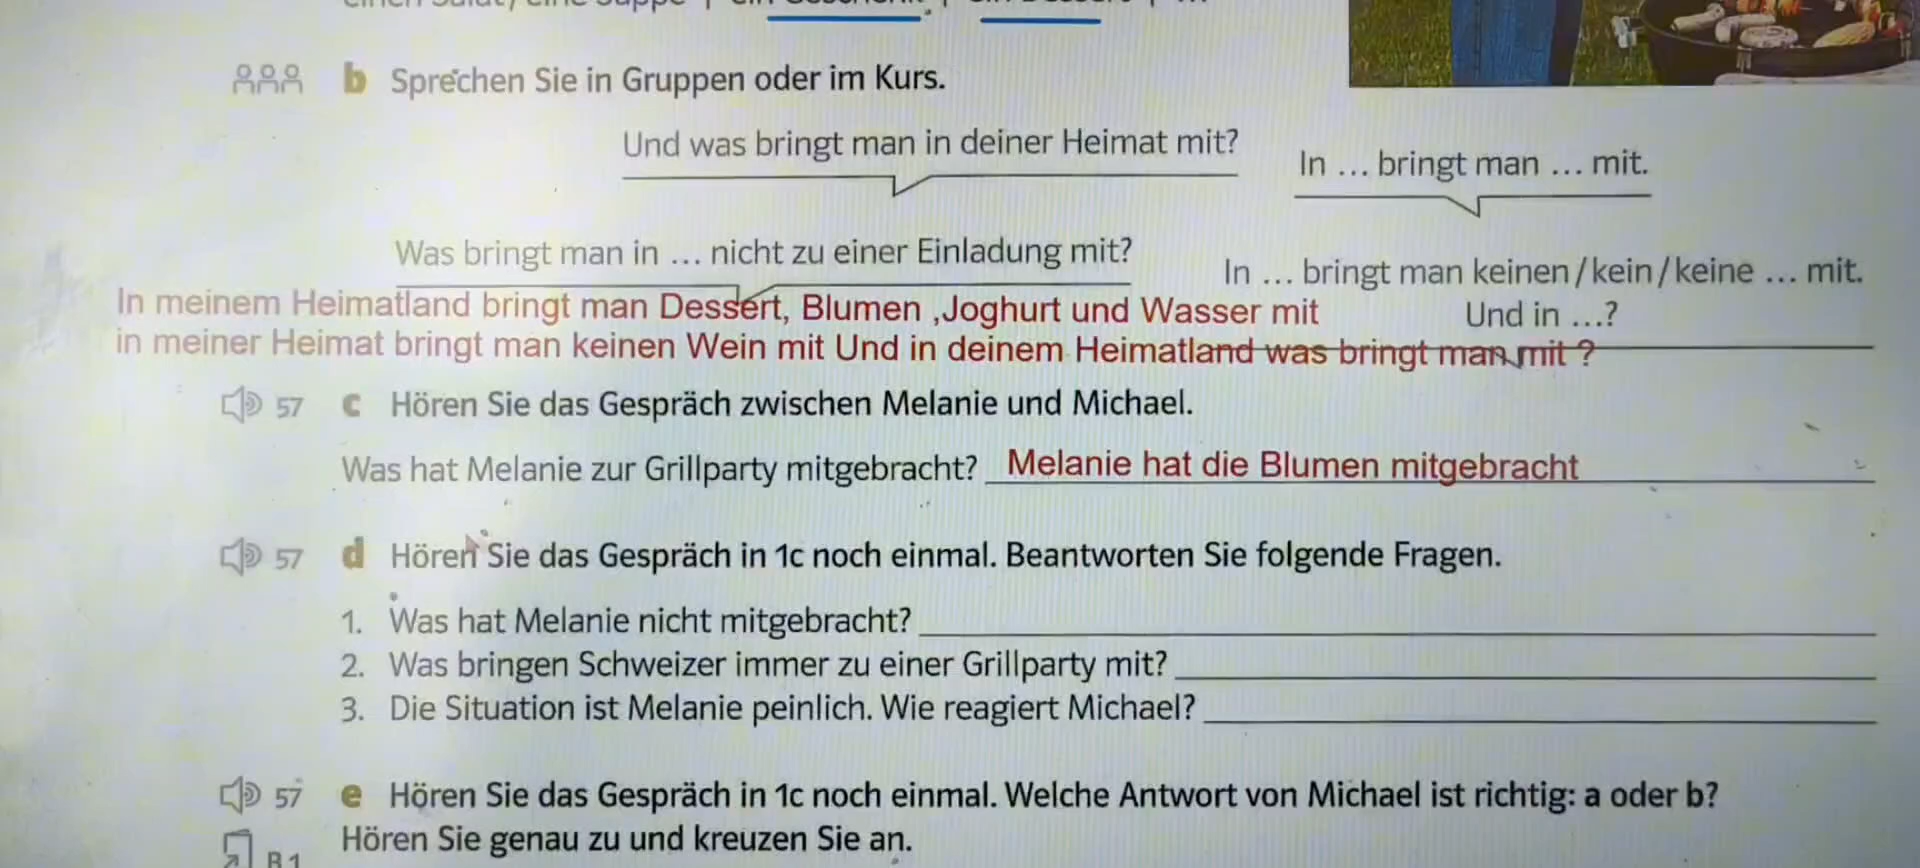 b Sprechen Sie in Gruppen oder im Kurs.
Und was bringt man in deiner Heimat mit?
In ... bringt man ... mit.
Was bringt man in ... nicht zu einer Einladung mit?
In ... bringt man keinen/kein/keine ... mit.
Und in ...?
In meinem Heimatland bringt man Dessert, Blumen ,Joghurt und Wasser mit
in meiner Heimat bringt man keinen Wein mit Und in deinem Heimatland was bringt man mit ?
57 c Hören Sie das Gespräch zwischen Melanie und Michael.
Was hat Melanie zur Grillparty mitgebracht? Melanie hat die Blumen mitgebracht
57 d Hören Sie das Gespräch in 1c noch einmal. Beantworten Sie folgende Fragen.
1. Was hat Melanie nicht mitgebracht?
2. Was bringen Schweizer immer zu einer Grillparty mit?
3. Die Situation ist Melanie peinlich. Wie reagiert Michael?
57 e Hören Sie das Gespräch in 1c noch einmal. Welche Antwort von Michael ist richtig: a oder b?
Hören Sie genau zu und kreuzen Sie an.